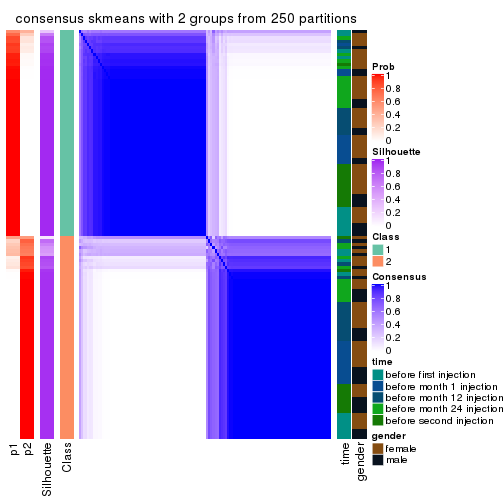 consensus skmeans with 2 groups from 250 partitions
Prob
1
0.8
0.6
0.4
0.2
0
Silhouette
1
0.8
0.6
0.4
0.2
0
Class
1
2
Consensus
1
0.8
0.6
0.4
0.2
0
time
before first injection
before month 1 injection
before month 12 injection
before month 24 injection
before second injection
gender
female
male
p1
p2
Silhouette
Class
time
gender